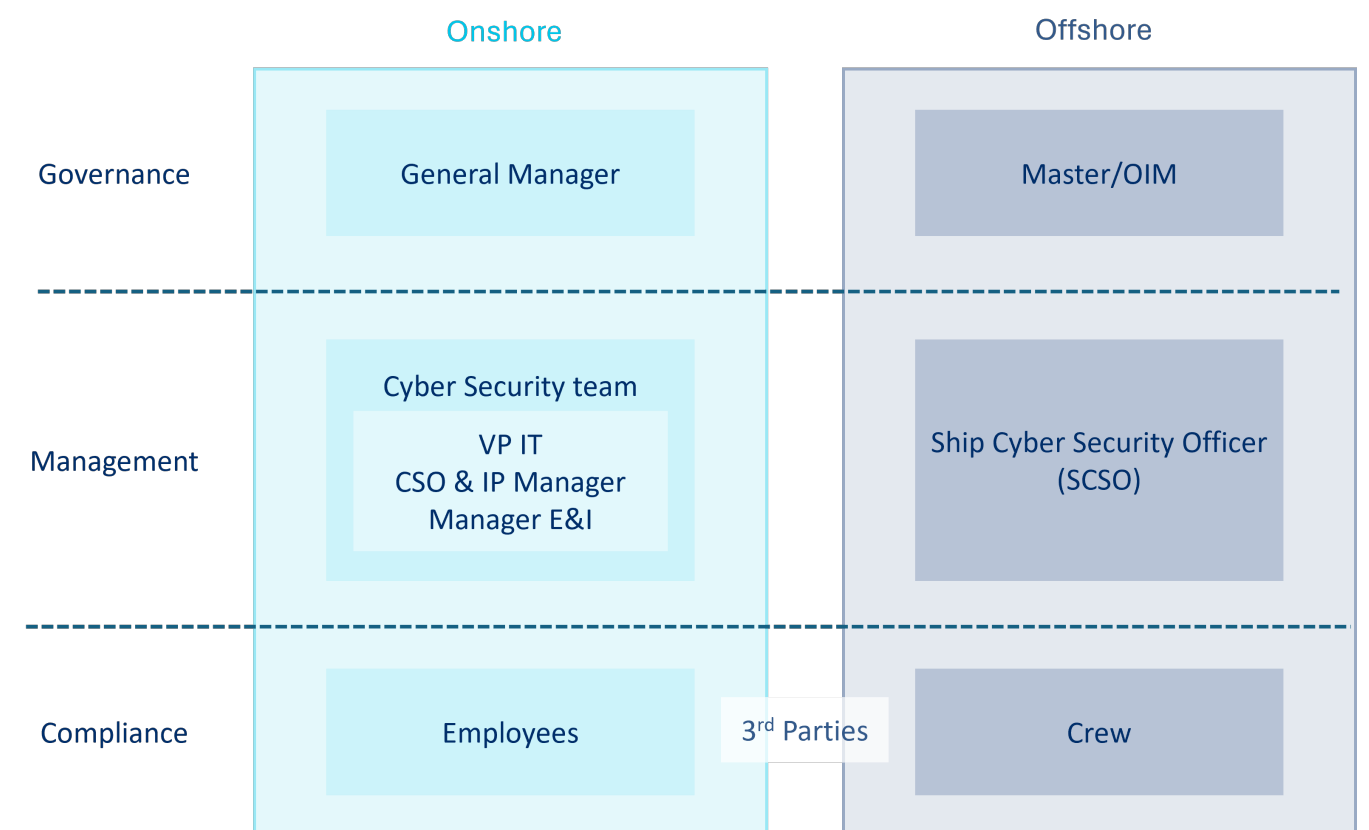 Onshore
Offshore
Governance
General Manager
Master/OIM
Management
Cyber Security team
VP IT
CSO & IP Manager
Manager E&I
Ship Cyber Security Officer
(SCSO)
Compliance
Employees
3rd Parties
Crew